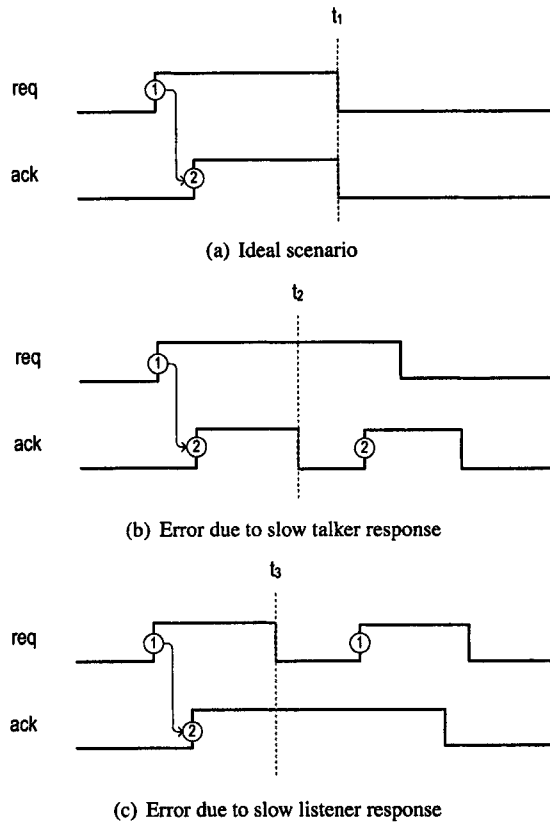 t1
req
1
ack
2
(a) Ideal scenario
t2
req
1
ack
2
2
(b) Error due to slow talker response
t3
req
1
1
ack
2
(c) Error due to slow listener response